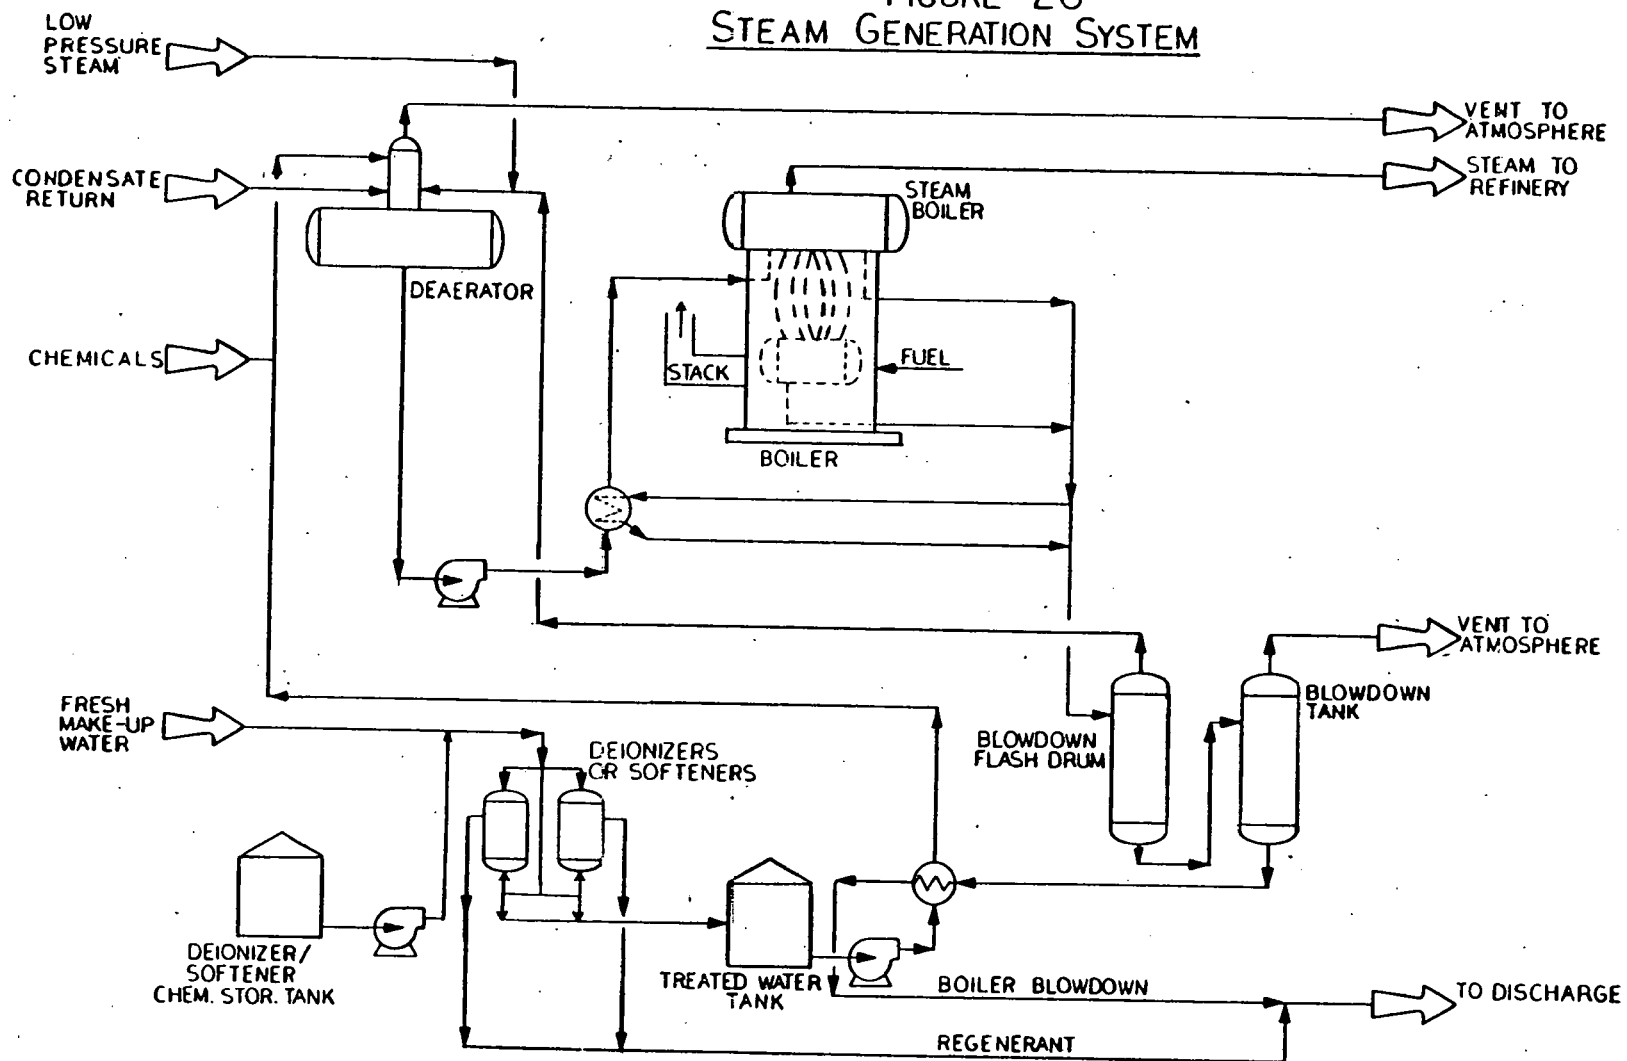 STEAM GENERATION SYSTEM
LOW
PRESSURE
STEAM
VENT TO
ATMOSPHERE
STEAM TO
REFINERY
CONDENSATE
RETURN
STEAM
BOILER
DEAERATOR
CHEMICALS
STACK
FUEL
BOILER
VENT TO
ATMOSPHERE
BLOWDOWN
TANK
FRESH
MAKE-UP
WATER
BLOWDOWN
FLASH DRUM
DEIONIZERS
OR SOFTENERS
DEIONIZER/
SOFTENER
CHEM. STOR. TANK
TREATED WATER
TANK
BOILER BLOWDOWN
TO DISCHARGE
REGENERANT